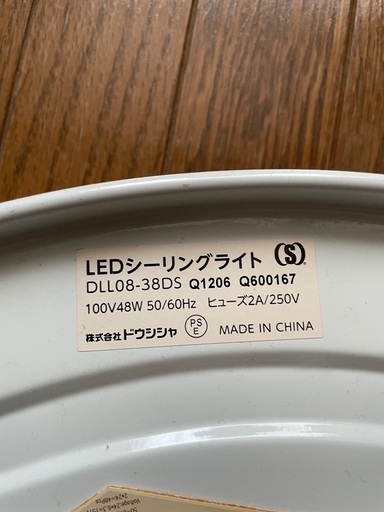 LEDシーリングライト (S)
DLL08-38DS Q1206 Q600167
100V48W 50/60Hz ヒューズ2A/250V
株式会社ドウシシャ PSE MADE IN CHINA